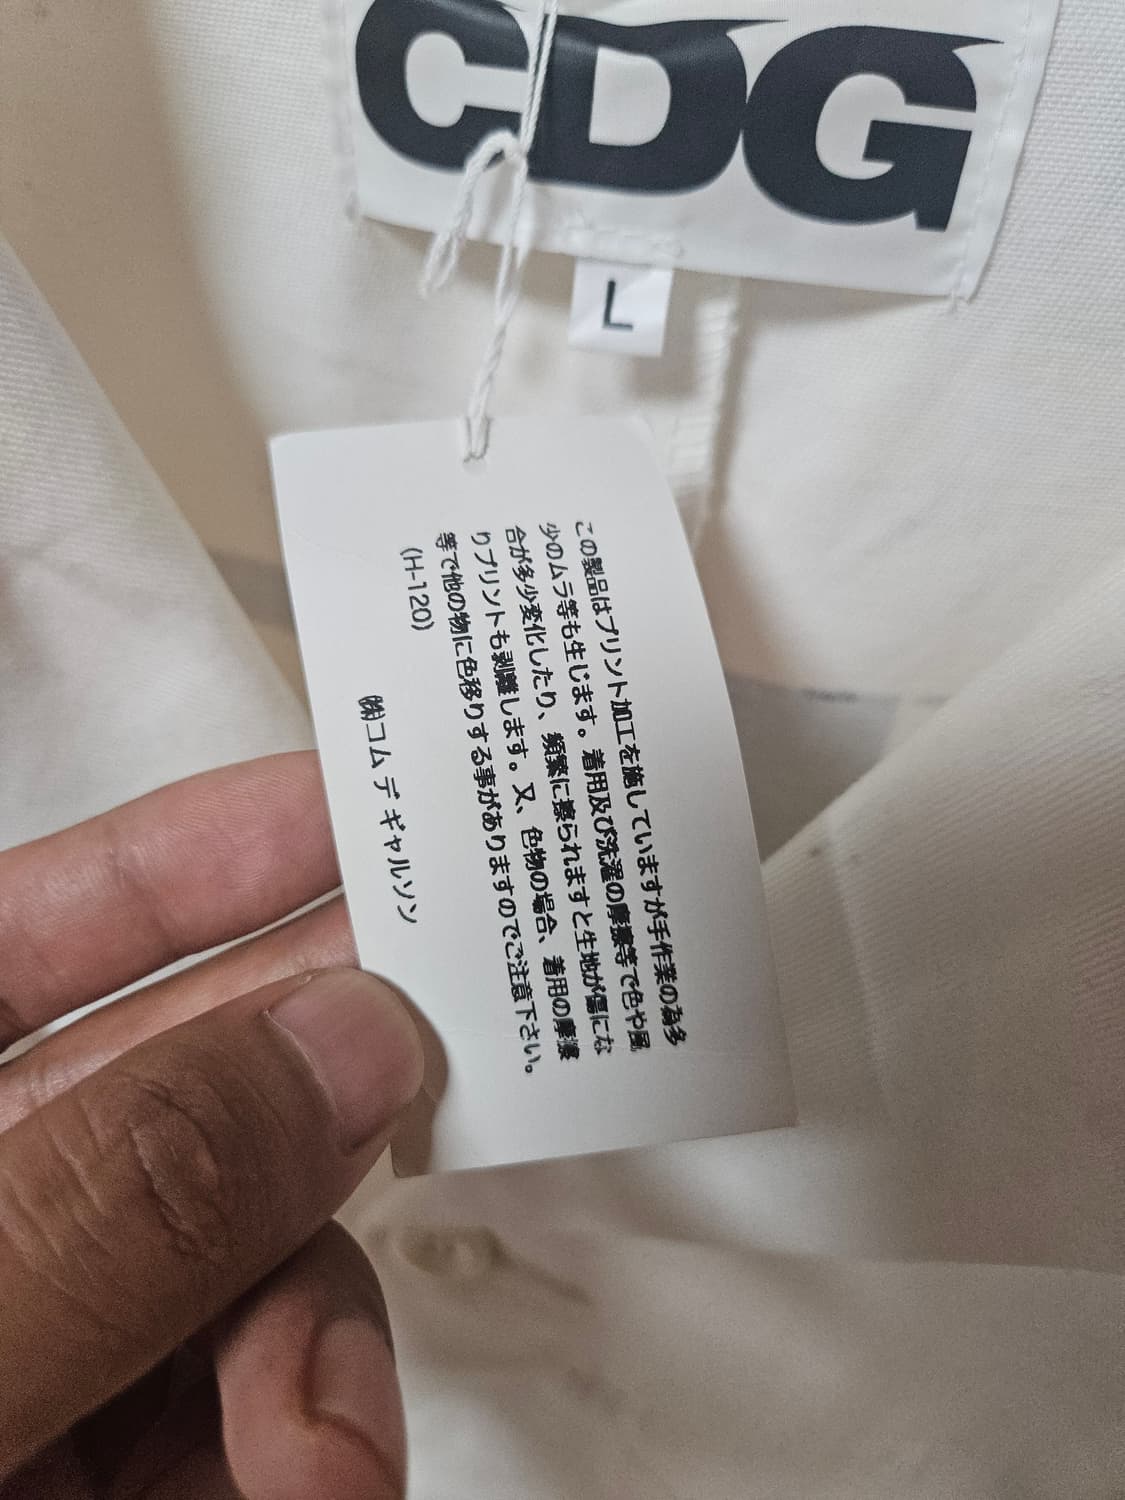 CDG
L
この製品はプリント加工を施していますが手作業の為多
少のムラ等も生じます。着用及び洗濯の摩擦等で色や風
合が多少変化したり、頻繁に擦られますと生地が傷にな
りプリントも剥離します。又、色物の場合、着用の摩擦
等で他の物に色移りする事がありますのでご注意下さい。
(H-120)
㈱コム デ ギャルソン